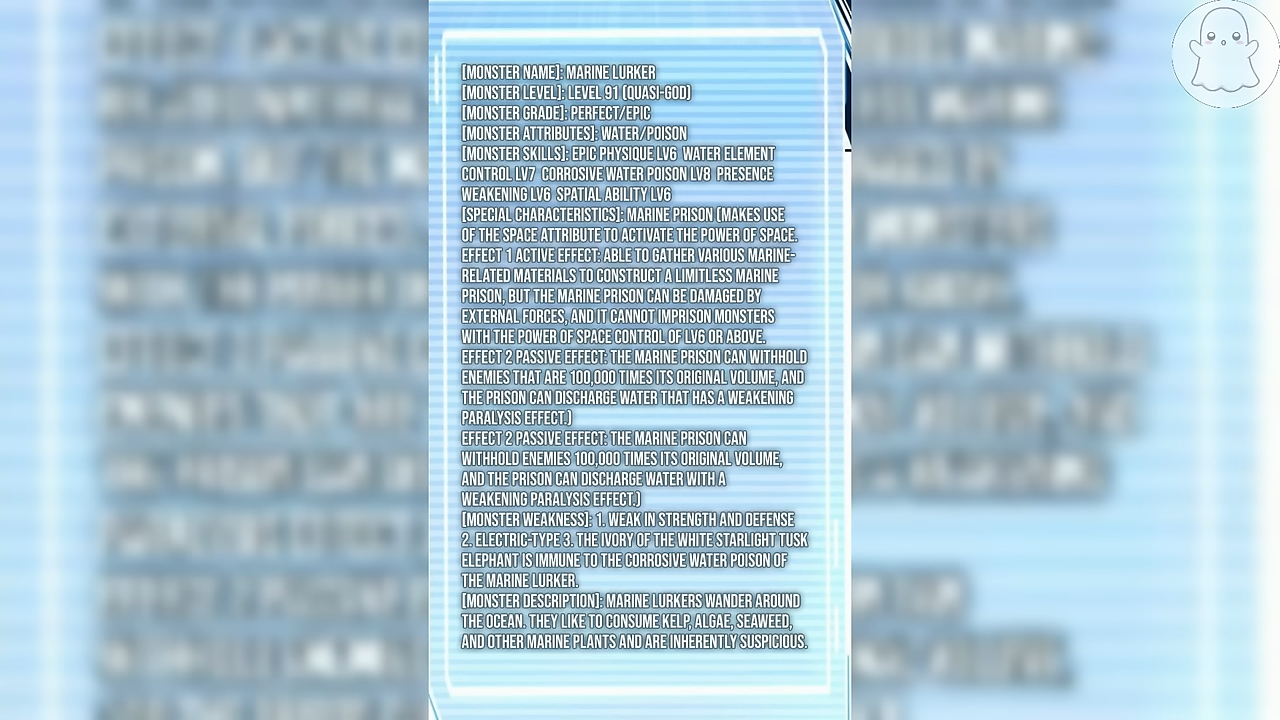 [MONSTER NAME]: MARINE LURKER
[MONSTER LEVEL]: LEVEL 91 (QUASI-GOD)
[MONSTER GRADE]: PERFECT/EPIC
[MONSTER ATTRIBUTES]: WATER/POISON
[MONSTER SKILLS]: EPIC PHYSIQUE LV6 WATER ELEMENT
CONTROL LV7 CORROSIVE WATER POISON LV8 PRESENCE
WEAKENING LV6 SPATIAL ABILITY LV6
[SPECIAL CHARACTERISTICS]: MARINE PRISON (MAKES USE
OF THE SPACE ATTRIBUTE TO ACTIVATE THE POWER OF SPACE.
EFFECT 1 ACTIVE EFFECT: ABLE TO GATHER VARIOUS MARINE-
RELATED MATERIALS TO CONSTRUCT A LIMITLESS MARINE
PRISON, BUT THE MARINE PRISON CAN BE DAMAGED BY
EXTERNAL FORCES, AND IT CANNOT IMPRISON MONSTERS
WITH THE POWER OF SPACE CONTROL OF LV6 OR ABOVE.
EFFECT 2 PASSIVE EFFECT: THE MARINE PRISON CAN WITHHOLD
ENEMIES THAT ARE 100,000 TIMES ITS ORIGINAL VOLUME, AND
THE PRISON CAN DISCHARGE WATER THAT HAS A WEAKENING
PARALYSIS EFFECT.)
EFFECT 2 PASSIVE EFFECT: THE MARINE PRISON CAN
WITHHOLD ENEMIES 100,000 TIMES ITS ORIGINAL VOLUME,
AND THE PRISON CAN DISCHARGE WATER WITH A
WEAKENING PARALYSIS EFFECT.)
[MONSTER WEAKNESS]: 1. WEAK IN STRENGTH AND DEFENSE
2. ELECTRIC-TYPE 3. THE IVORY OF THE WHITE STARLIGHT TUSK
ELEPHANT IS IMMUNE TO THE CORROSIVE WATER POISON OF
THE MARINE LURKER.
[MONSTER DESCRIPTION]: MARINE LURKERS WANDER AROUND
THE OCEAN. THEY LIKE TO CONSUME KELP, ALGAE, SEAWEED,
AND OTHER MARINE PLANTS AND ARE INHERENTLY SUSPICIOUS.